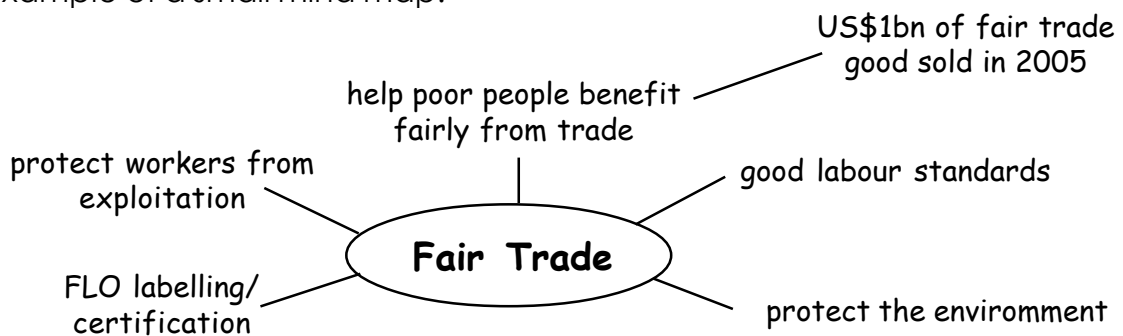 example of a small mind map:
US$1bn of fair trade
good sold in 2005
help poor people benefit
fairly from trade
protect workers from
exploitation
good labour standards
Fair Trade
FLO labelling/
certification
protect the enviromment